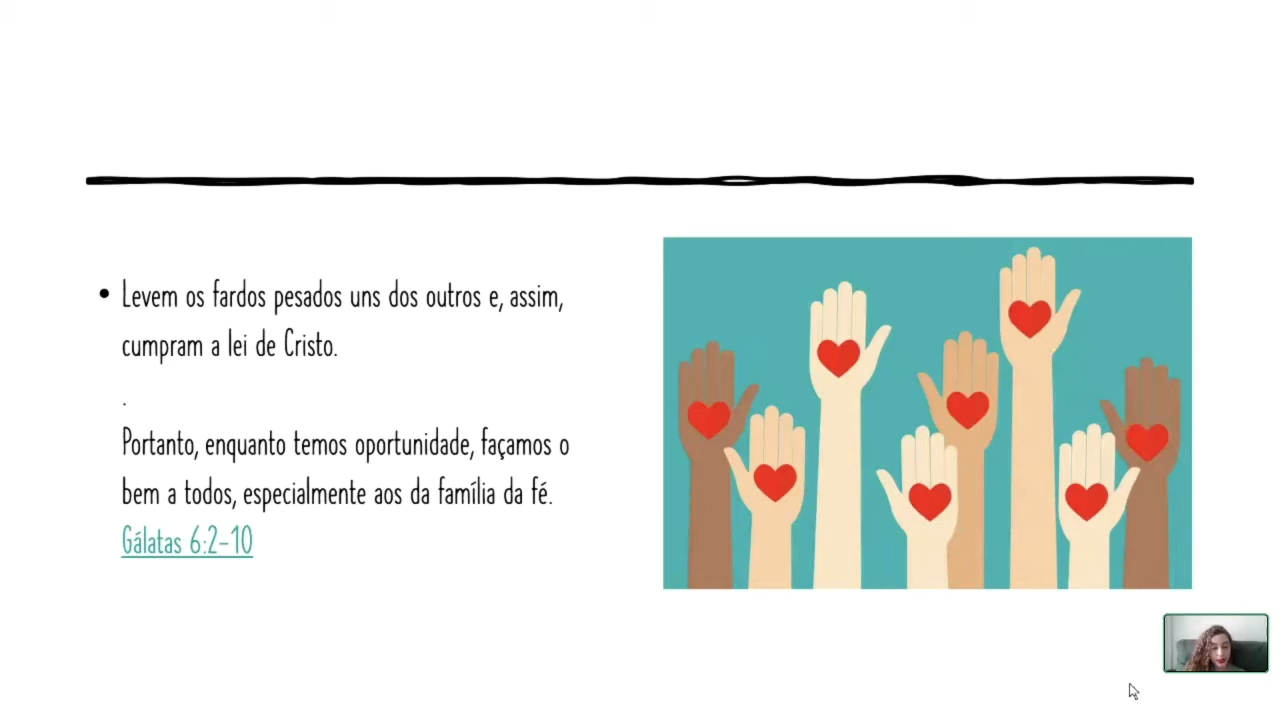 • Levem os fardos pesados uns dos outros e, assim,
cumpram a lei de Cristo.
.
Portanto, enquanto temos oportunidade, façamos o
bem a todos, especialmente aos da família da fé.
Gálatas 6:2-10